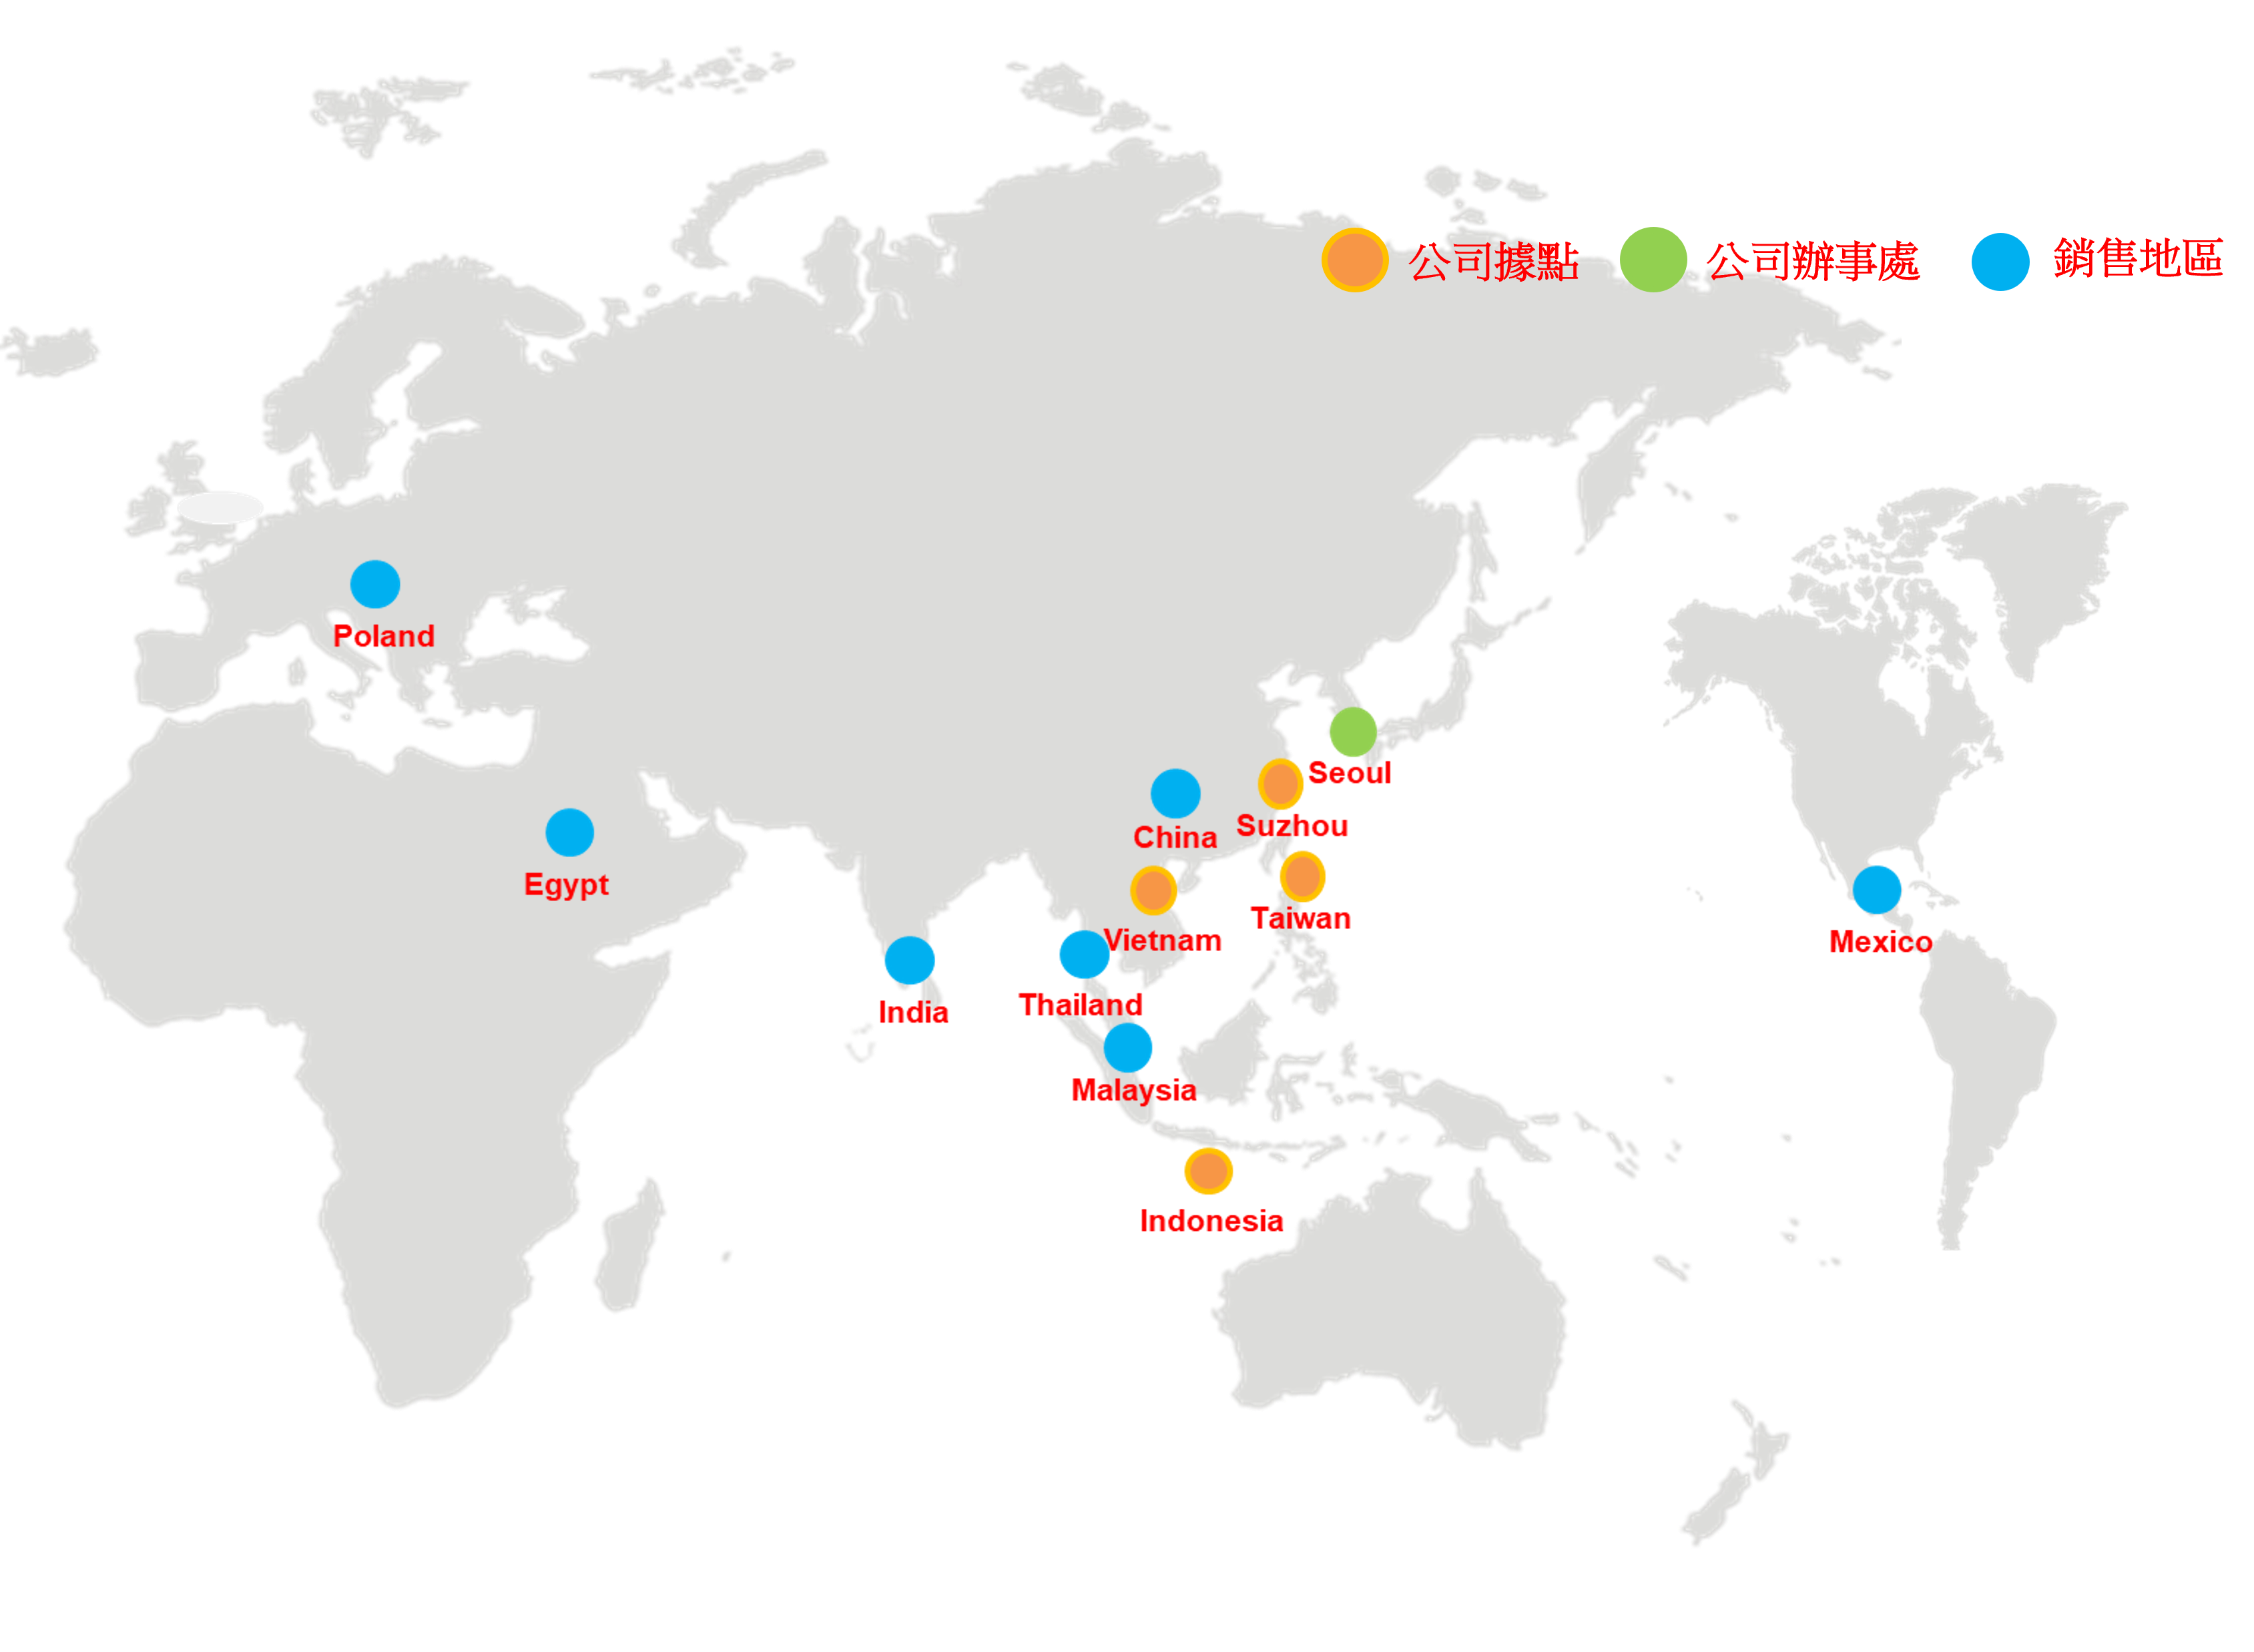 公司據點
公司辦事處
銷售地區
Poland
Seoul
Suzhou
China
Egypt
Taiwan
Vietnam
Mexico
Thailand
India
Malaysia
Indonesia